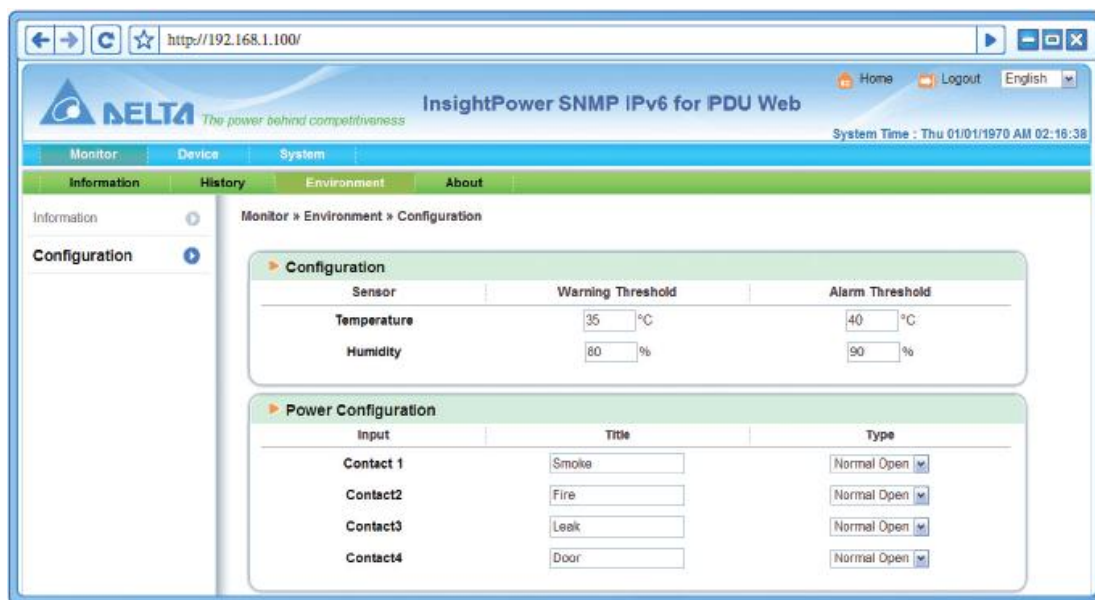 http://192.168.1.100/
Home Logout English
DELTA The power behind competitiveness InsightPower SNMP IPv6 for PDU Web
System Time : Thu 01/01/1970 AM 02:16:38
Monitor Device System
Information History Environment About
Information
Configuration
Monitor » Environment » Configuration
Configuration
Sensor Warning Threshold Alarm Threshold
Temperature 35 °C 40 °C
Humidity 80 % 90 %
Power Configuration
Input Title Type
Contact 1 Smoke Normal Open
Contact2 Fire Normal Open
Contact3 Leak Normal Open
Contact4 Door Normal Open